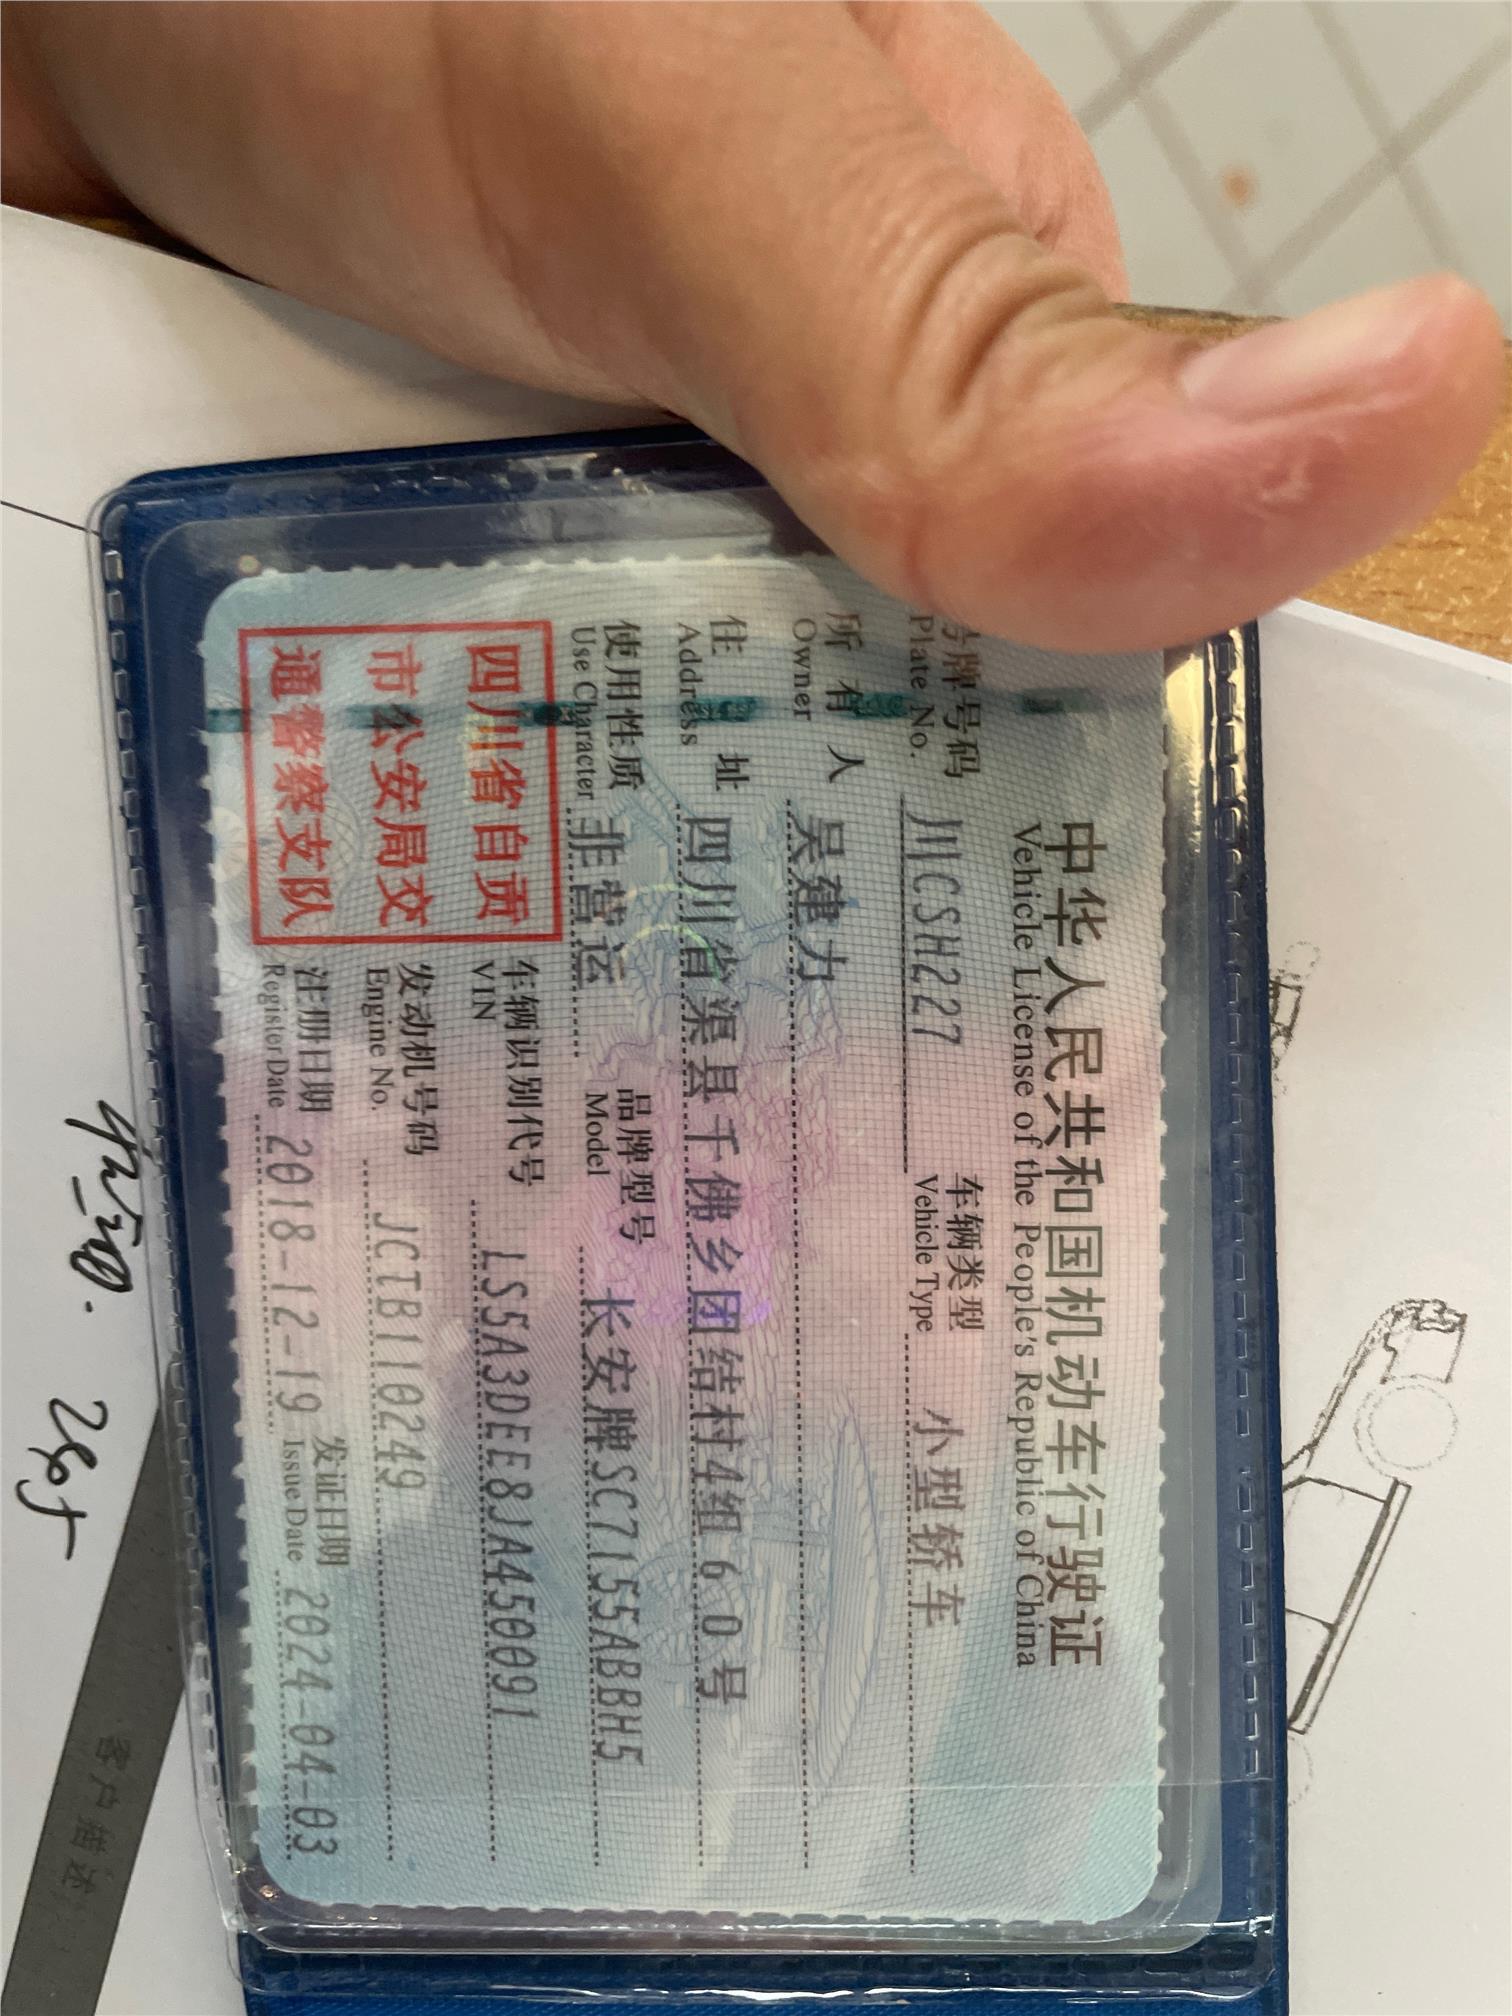 中华人民共和国机动车行驶证
Vehicle License of the People's Republic of China
号牌号码 川CSH227 车辆类型 小型轿车
Plate No. Vehicle Type
所有人 吴建力
Owner
住址 四川省渠县千佛乡团结村4组60号
Address
使用性质 非营运 品牌型号 长安牌SC7155ABBH5
Use Character Model
四川省自贡
市公安局交
通警察支队
车辆识别代号 LS5A3DEE8JA450091
VIN
发动机号码 JCTB110249
Engine No.
注册日期 2018-12-19 发证日期 2024-04-03
Register Date Issue Date
客户描述